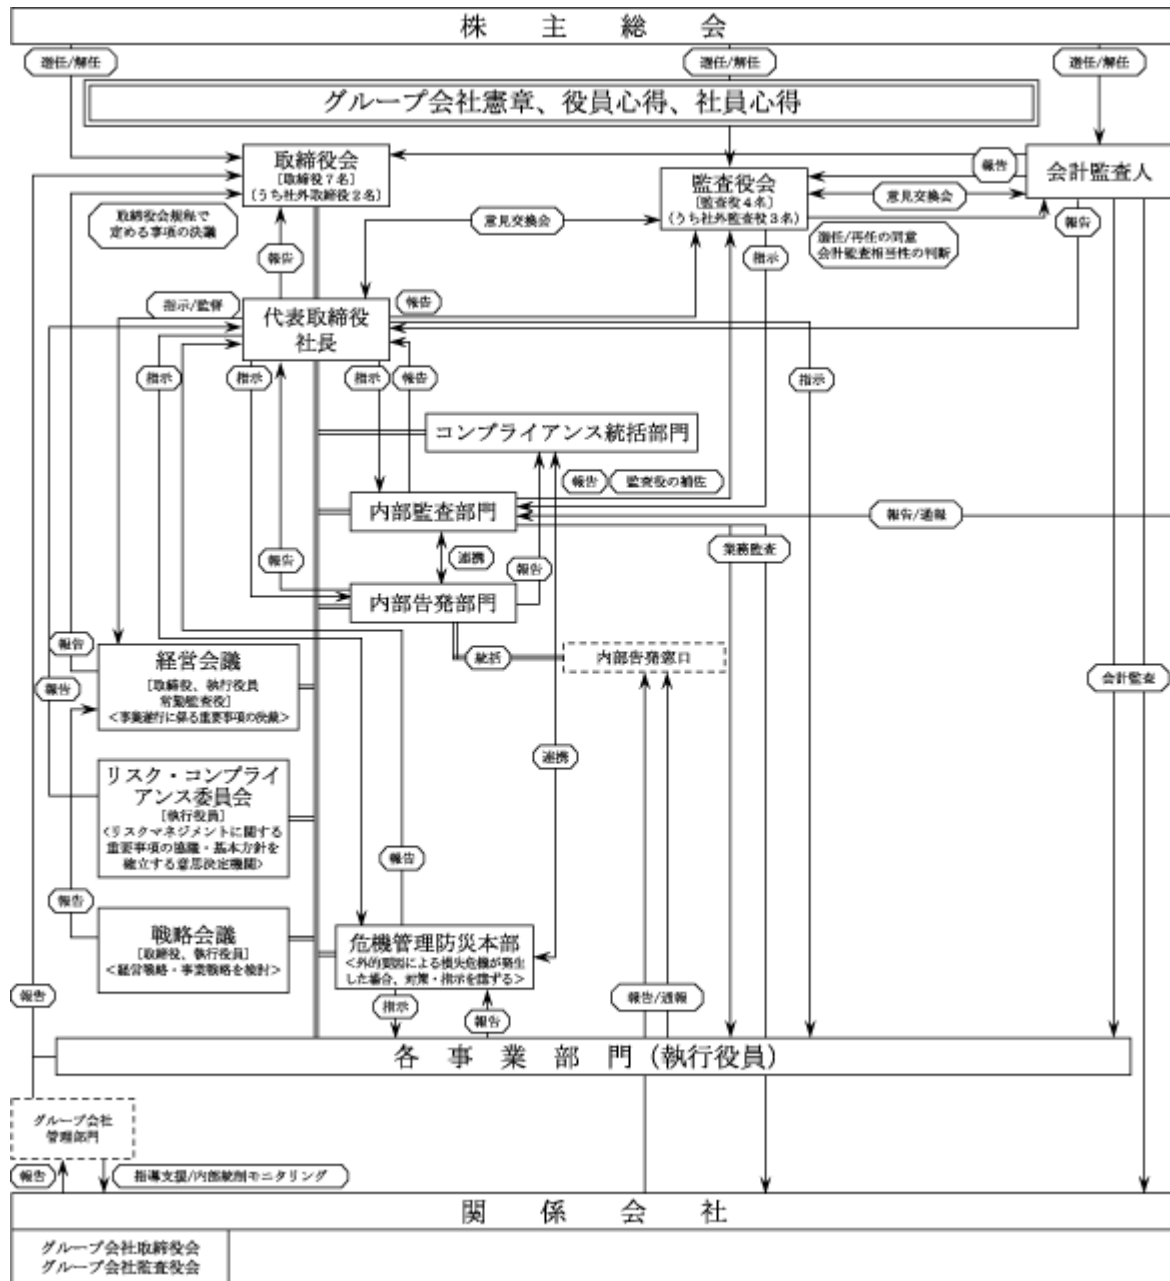 株主総会
選任/解任
選任/解任
選任/解任
グループ会社憲章、役員心得、社員心得
取締役会
[取締役7名]
(うち社外取締役2名)
監査役会
[監査役4名]
(うち社外監査役3名)
会計監査人
報告
意見交換会
意見交換会
報告
取締役会規程で
定める事項の決議
選任/再任の同意
会計監査相当性の判断
報告
指示
指示/監督
代表取締役
社長
報告
指示
指示
指示
報告
指示
コンプライアンス統括部門
報告
監査役の補佐
内部監査部門
報告/通報
業務監査
連携
報告
報告
内部告発部門
統括
内部告発窓口
報告
経営会議
[取締役、執行役員
常勤監査役]
<事業遂行に係る重要事項の決裁>
報告
会計監査
連携
リスク・コンプライ
アンス委員会
[執行役員]
<リスクマネジメントに関する
重要事項の協議・基本方針を
確立する意思決定機関>
報告
報告
戦略会議
[取締役、執行役員]
<経営戦略・事業戦略を検討>
危機管理防災本部
<外的要因による損失危機が発生
した場合、対策・指示を講ずる>
報告
指示
報告
報告/通報
各事業部門(執行役員)
グループ会社
管理部門
報告
指導支援/内部統制モニタリング
関係会社
グループ会社取締役会
グループ会社監査役会